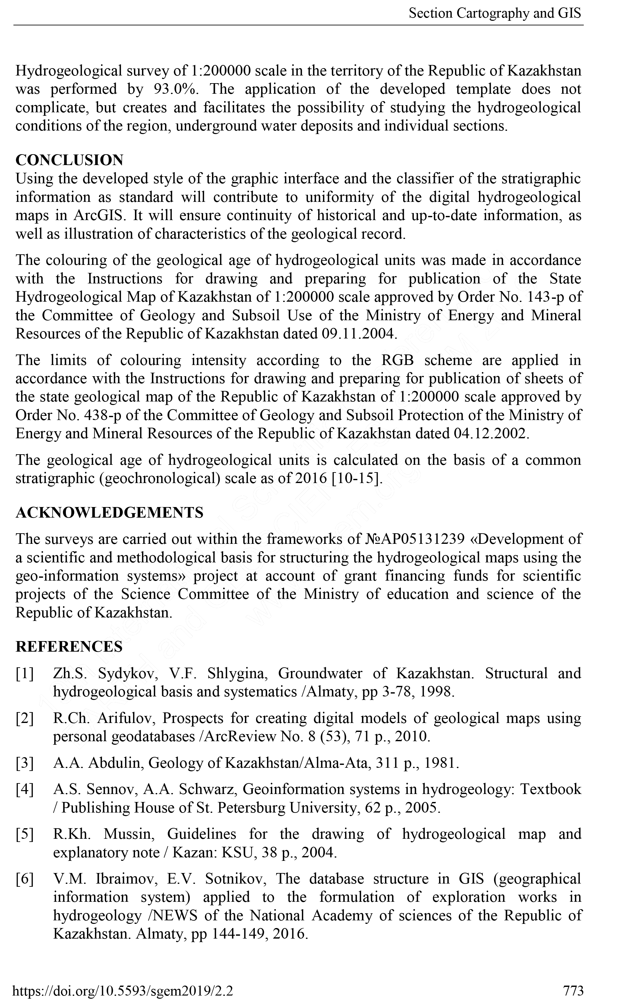 Section Cartography and GIS
Hydrogeological survey of 1:200000 scale in the territory of the Republic of Kazakhstan
was performed by 93.0%. The application of the developed template does not
complicate, but creates and facilitates the possibility of studying the hydrogeological
conditions of the region, underground water deposits and individual sections.
CONCLUSION
Using the developed style of the graphic interface and the classifier of the stratigraphic
information as standard will contribute to uniformity of the digital hydrogeological
maps in ArcGIS. It will ensure continuity of historical and up-to-date information, as
well as illustration of characteristics of the geological record.
The colouring of the geological age of hydrogeological units was made in accordance
with the Instructions for drawing and preparing for publication of the State
Hydrogeological Map of Kazakhstan of 1:200000 scale approved by Order No. 143-p of
the Committee of Geology and Subsoil Use of the Ministry of Energy and Mineral
Resources of the Republic of Kazakhstan dated 09.11.2004.
The limits of colouring intensity according to the RGB scheme are applied in
accordance with the Instructions for drawing and preparing for publication of sheets of
the state geological map of the Republic of Kazakhstan of 1:200000 scale approved by
Order No. 438-p of the Committee of Geology and Subsoil Protection of the Ministry of
Energy and Mineral Resources of the Republic of Kazakhstan dated 04.12.2002.
The geological age of hydrogeological units is calculated on the basis of a common
stratigraphic (geochronological) scale as of 2016 [10-15].
ACKNOWLEDGEMENTS
The surveys are carried out within the frameworks of №AP05131239 «Development of
a scientific and methodological basis for structuring the hydrogeological maps using the
geo-information systems» project at account of grant financing funds for scientific
projects of the Science Committee of the Ministry of education and science of the
Republic of Kazakhstan.
REFERENCES
[1] Zh.S. Sydykov, V.F. Shlygina, Groundwater of Kazakhstan. Structural and
hydrogeological basis and systematics /Almaty, pp 3-78, 1998.
[2] R.Ch. Arifulov, Prospects for creating digital models of geological maps using
personal geodatabases /ArcReview No. 8 (53), 71 p., 2010.
[3] A.A. Abdulin, Geology of Kazakhstan/Alma-Ata, 311 p., 1981.
[4] A.S. Sennov, A.A. Schwarz, Geoinformation systems in hydrogeology: Textbook
/ Publishing House of St. Petersburg University, 62 p., 2005.
[5] R.Kh. Mussin, Guidelines for the drawing of hydrogeological map and
explanatory note / Kazan: KSU, 38 p., 2004.
[6] V.M. Ibraimov, E.V. Sotnikov, The database structure in GIS (geographical
information system) applied to the formulation of exploration works in
hydrogeology /NEWS of the National Academy of sciences of the Republic of
Kazakhstan. Almaty, pp 144-149, 2016.
https://doi.org/10.5593/sgem2019/2.2 773